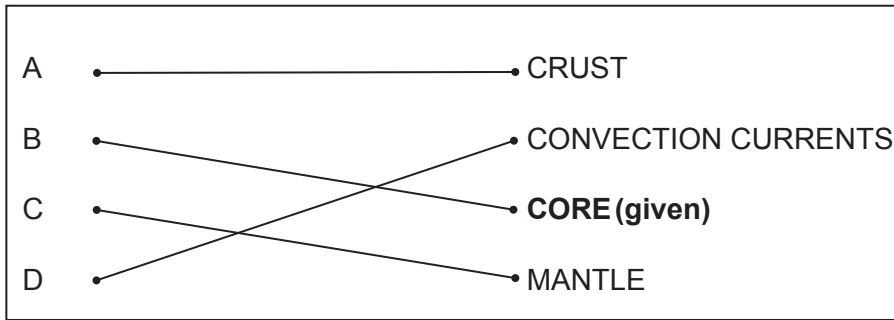 A CRUST
B CONVECTION CURRENTS
C CORE (given)
D MANTLE